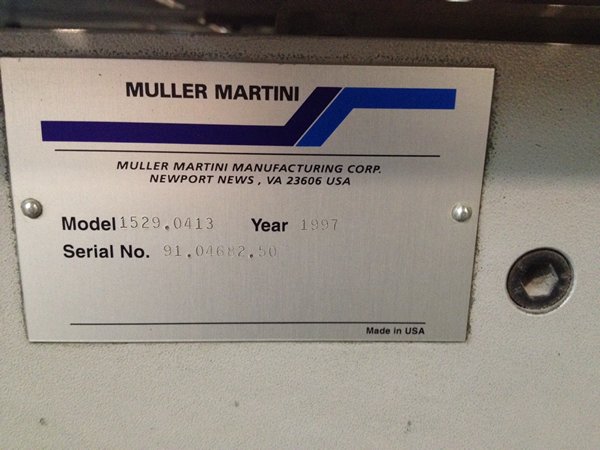 MULLER MARTINI
MULLER MARTINI MANUFACTURING CORP.
NEWPORT NEWS , VA 23606 USA
Model 1529.0413 Year 1997
Serial No. 91.04682.50
Made in USA